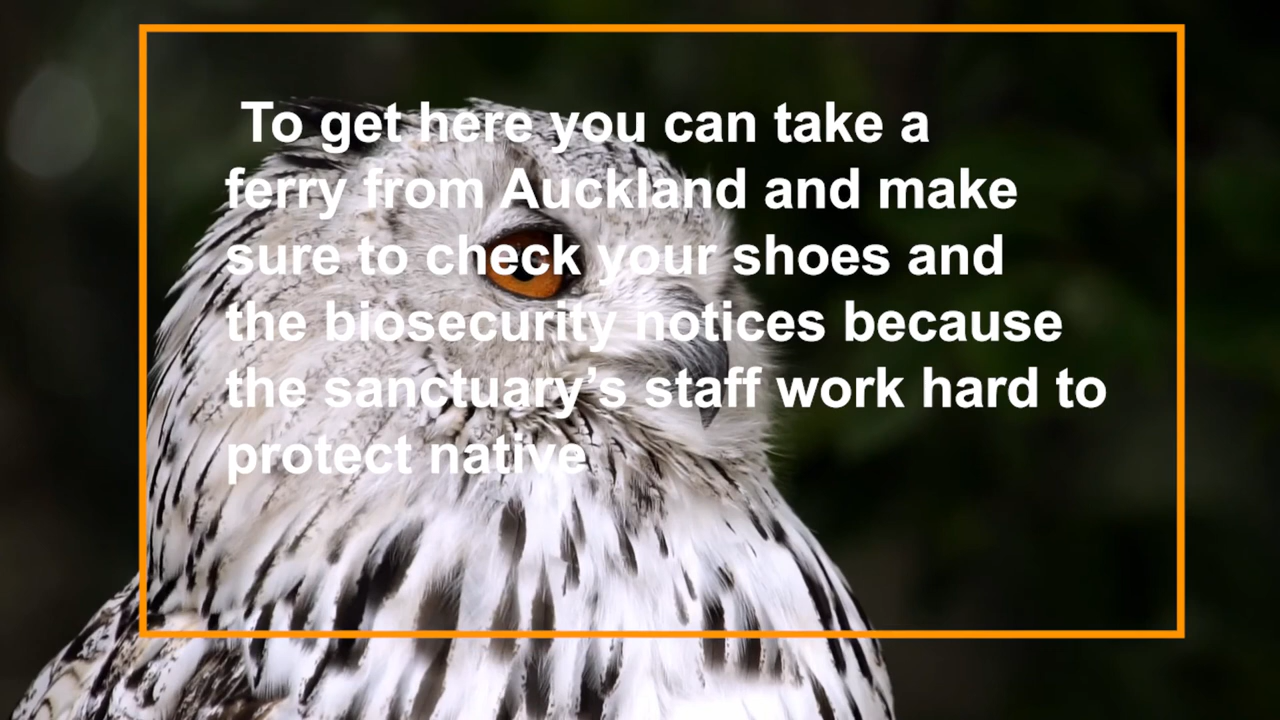 To get here you can take a
ferry from Auckland and make
sure to check your shoes and
the biosecurity notices because
the sanctuary’s staff work hard to
protect native